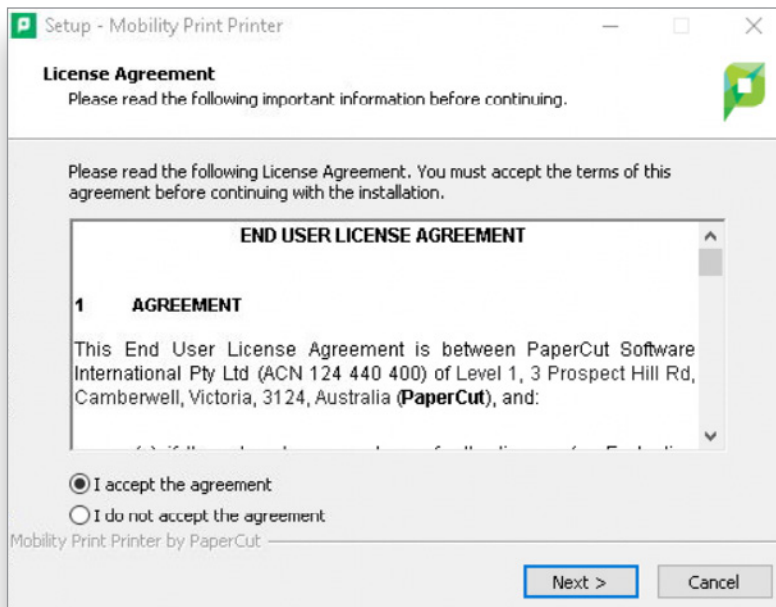 Setup - Mobility Print Printer
License Agreement
Please read the following important information before continuing.
Please read the following License Agreement. You must accept the terms of this
agreement before continuing with the installation.
END USER LICENSE AGREEMENT
1 AGREEMENT
This End User License Agreement is between PaperCut Software
International Pty Ltd (ACN 124 440 400) of Level 1, 3 Prospect Hill Rd,
Camberwell, Victoria, 3124, Australia (PaperCut), and:
I accept the agreement
I do not accept the agreement
Mobility Print Printer by PaperCut
Next >
Cancel